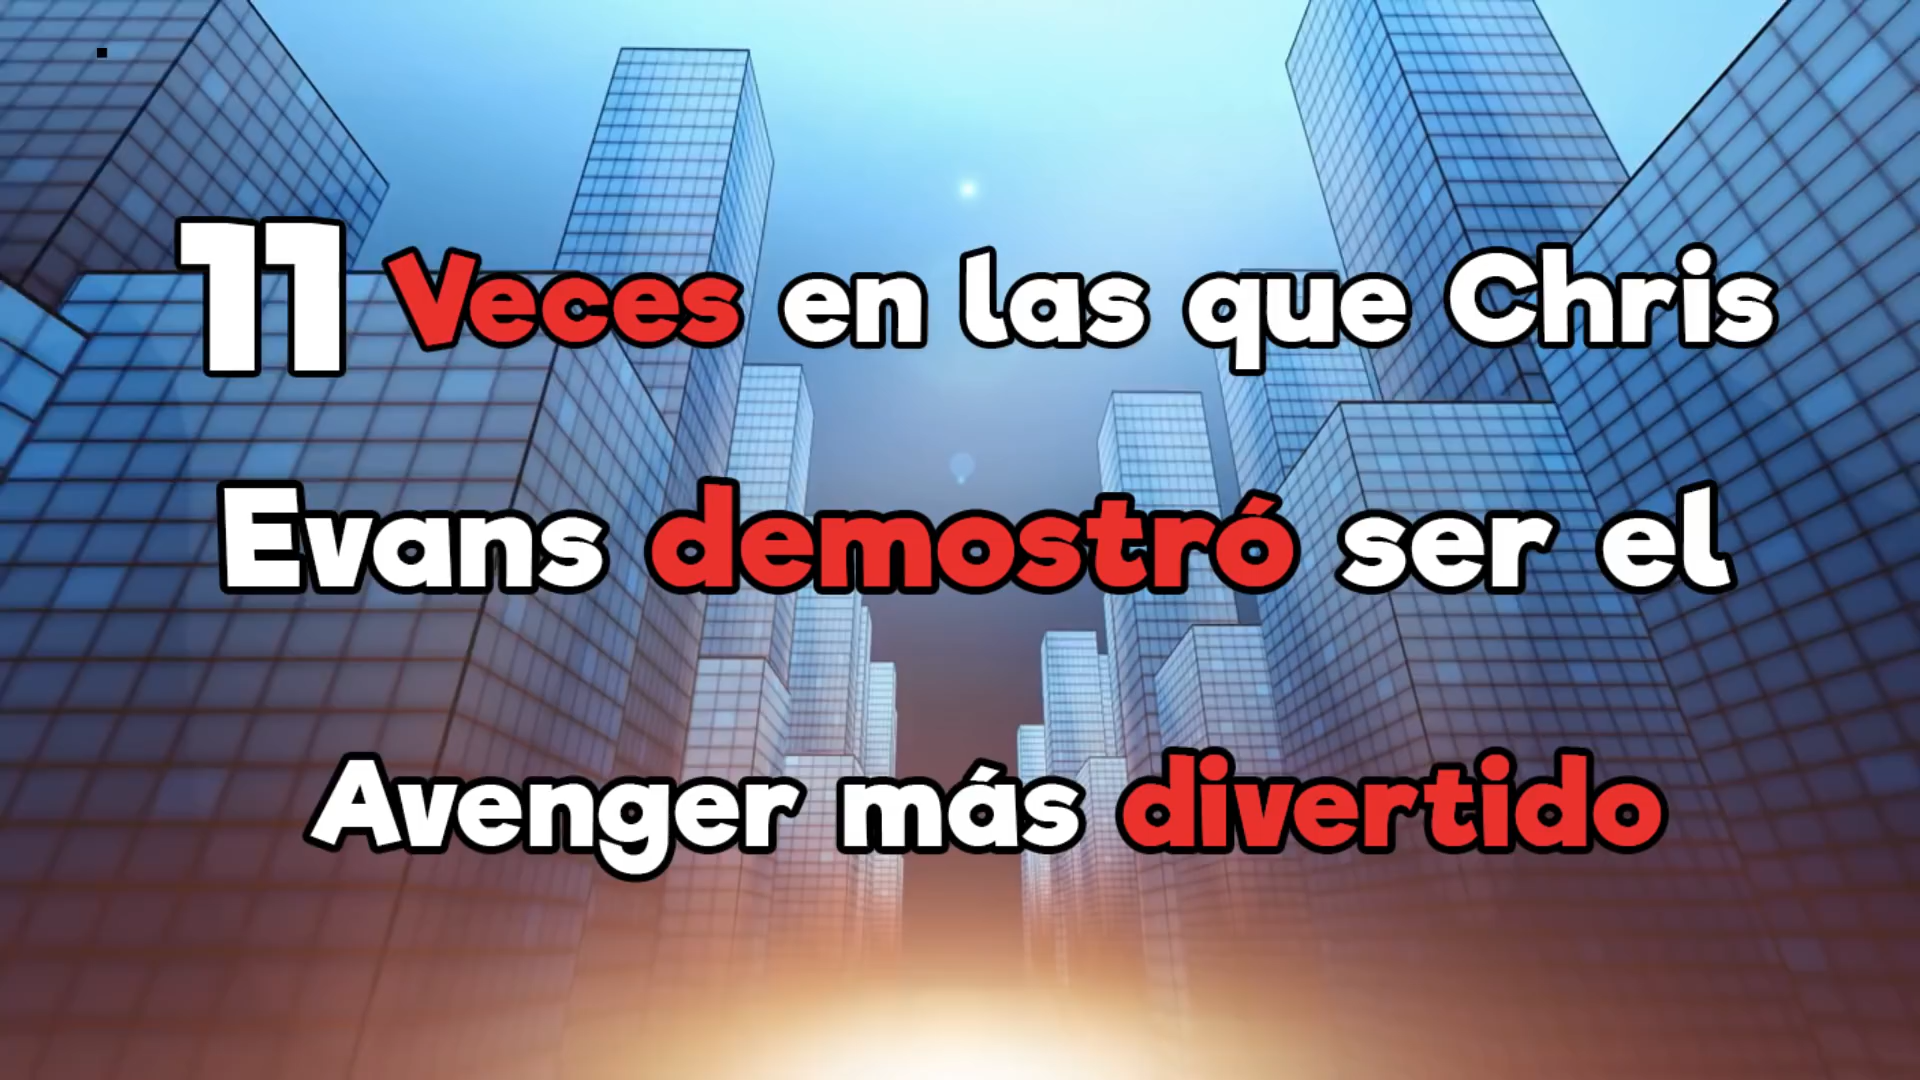 11 Veces en las que Chris
Evans demostró ser el
Avenger más divertido